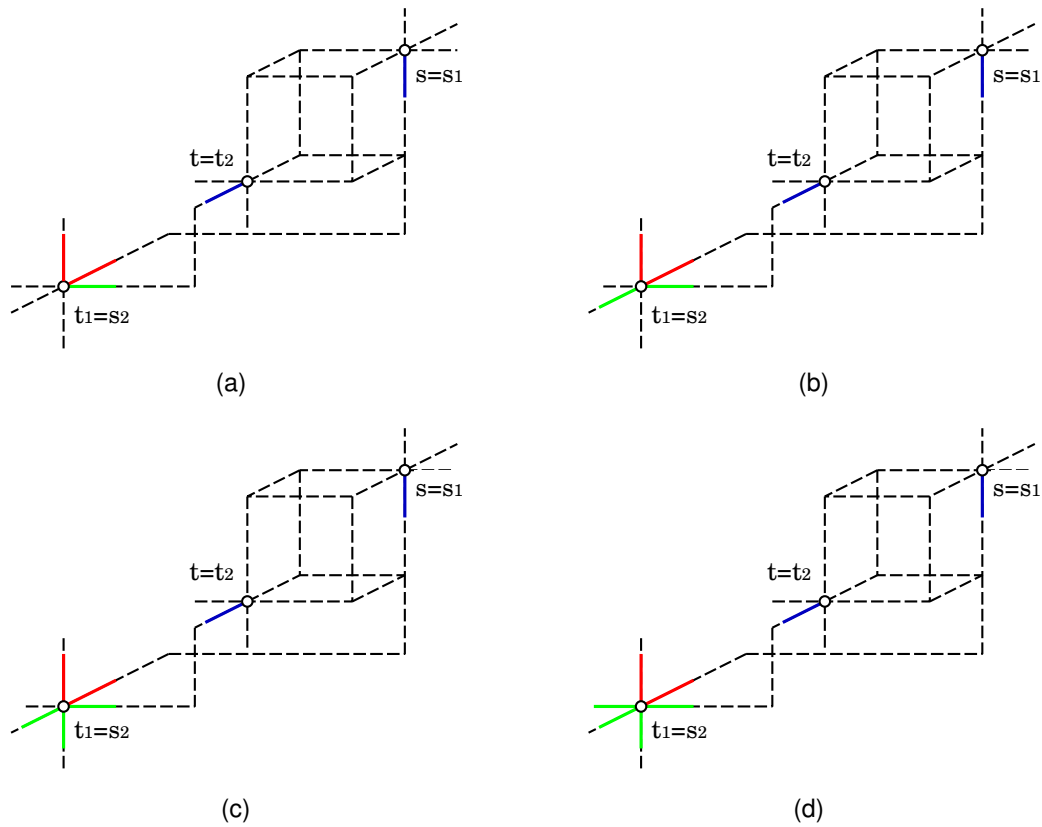 s=s1
s=s1
t=t2
t=t2
t1=s2
t1=s2
(a)
(b)
s=s1
s=s1
t=t2
t=t2
t1=s2
t1=s2
(c)
(d)